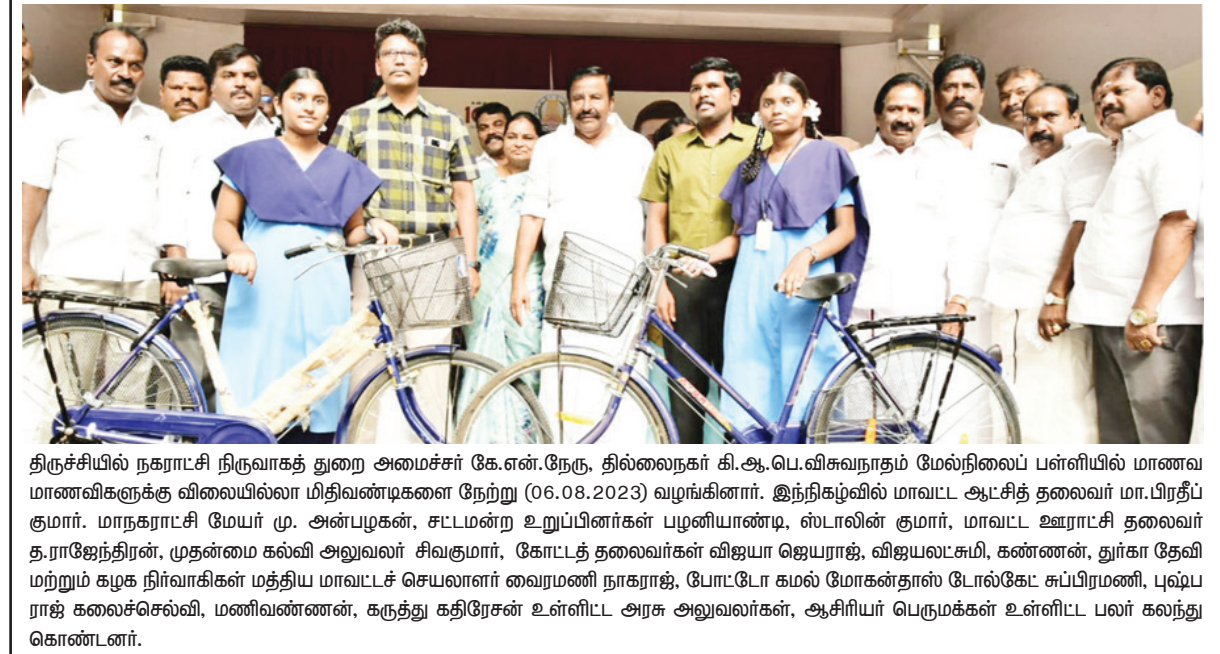 திருச்சியில் நகராட்சி நிருவாகத் துறை அமைச்சர் கே.என்.நேரு, தில்லைநகர் கி.ஆ.பெ.விசுவநாதம் மேல்நிலைப் பள்ளியில் மாணவ
மாணவிகளுக்கு விலையில்லா மிதிவண்டிகளை நேற்று (06.08.2023) வழங்கினார். இந்நிகழ்வில் மாவட்ட ஆட்சித் தலைவர் மா.பிரதீப்
குமார். மாநகராட்சி மேயர் மு. அன்பழகன், சட்டமன்ற உறுப்பினர்கள் பழனியாண்டி, ஸ்டாலின் குமார், மாவட்ட ஊராட்சி தலைவர்
த.ராஜேந்திரன், முதன்மை கல்வி அலுவலர் சிவகுமார், கோட்டத் தலைவர்கள் விஜயா ஜெயராஜ், விஜயலட்சுமி, கண்ணன், துர்கா தேவி
மற்றும் கழக நிர்வாகிகள் மத்திய மாவட்டச் செயலாளர் வைரமணி நாகராஜ், போட்டோ கமல் மோகன்தாஸ் டோல்கேட் சுப்பிரமணி, புஷ்ப
ராஜ் கலைச்செல்வி, மணிவண்ணன், கருத்து கதிரேசன் உள்ளிட்ட அரசு அலுவலர்கள், ஆசிரியர் பெருமக்கள் உள்ளிட்ட பலர் கலந்து
கொண்டனர்.